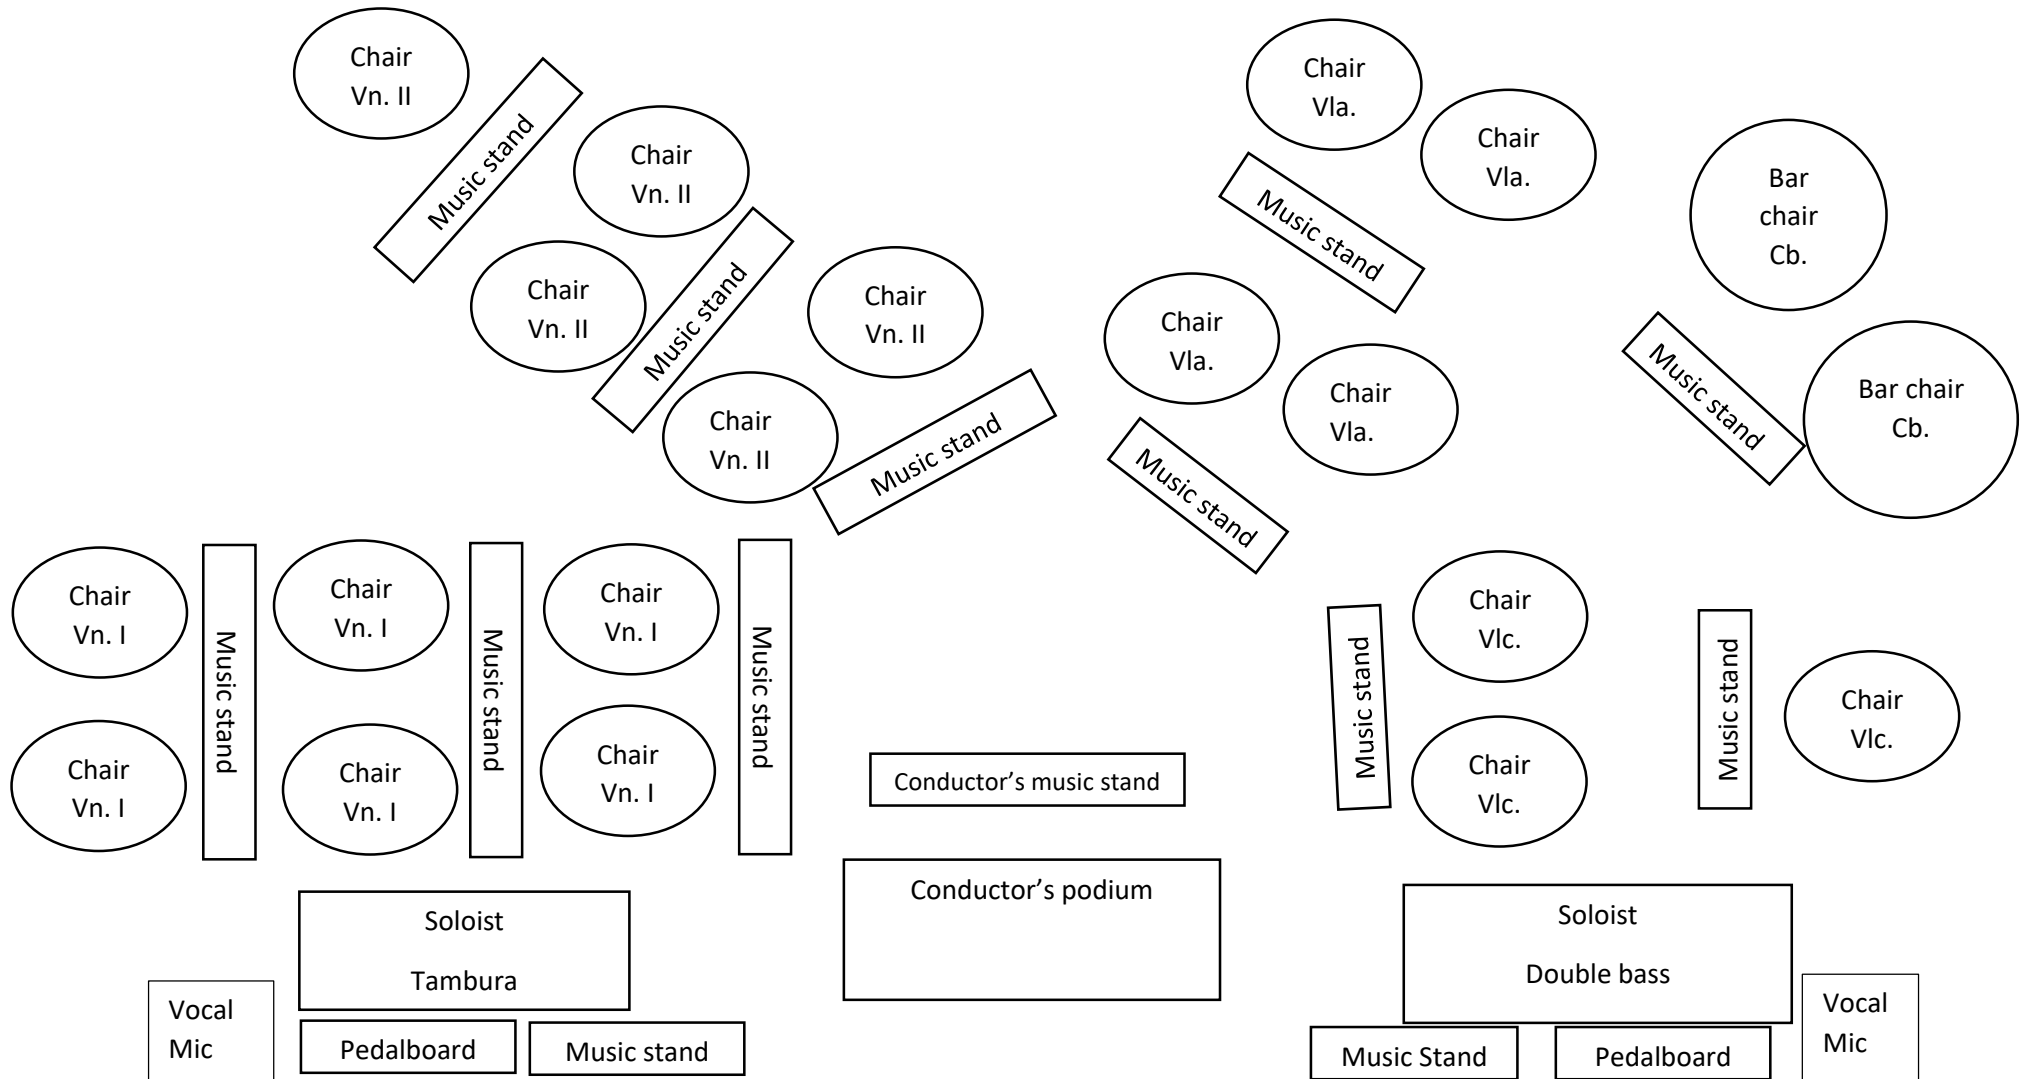 Chair
Vn. II
Music stand
Chair
Vn. II
Chair
Vn. II
Music stand
Chair
Vn. II
Chair
Vn. II
Music stand
Chair
Vla.
Chair
Vla.
Music stand
Chair
Vla.
Chair
Vla.
Music stand
Bar
chair
Cb.
Music stand
Bar chair
Cb.
Chair
Vn. I
Music stand
Chair
Vn. I
Music stand
Chair
Vn. I
Music stand
Chair
Vn. I
Chair
Vn. I
Chair
Vn. I
Music stand
Chair
Vlc.
Chair
Vlc.
Music stand
Chair
Vlc.
Conductor’s music stand
Conductor’s podium
Soloist
Tambura
Vocal
Mic
Pedalboard
Music stand
Soloist
Double bass
Music Stand
Pedalboard
Vocal
Mic